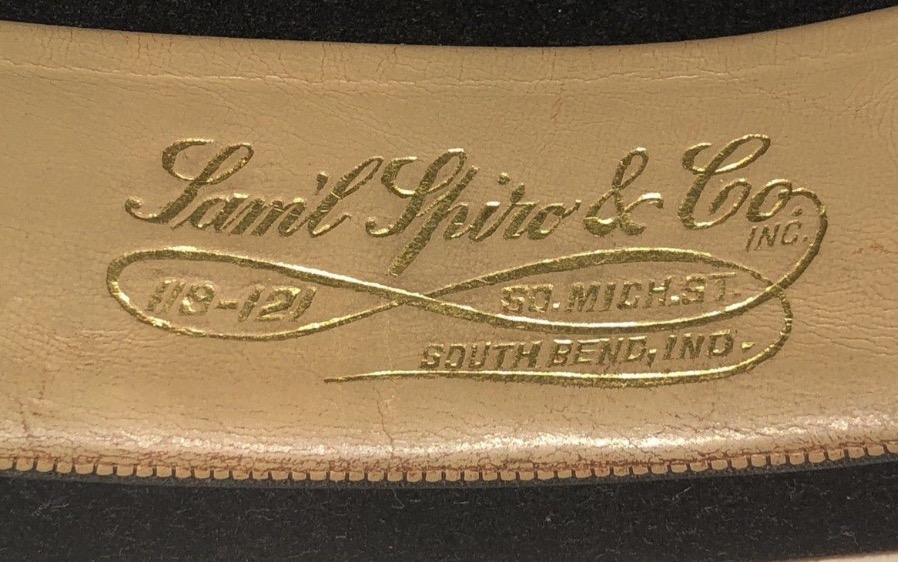 Sam'l Spiro & Co.
INC.
119-121 SO. MICH. ST.
SOUTH BEND, IND.